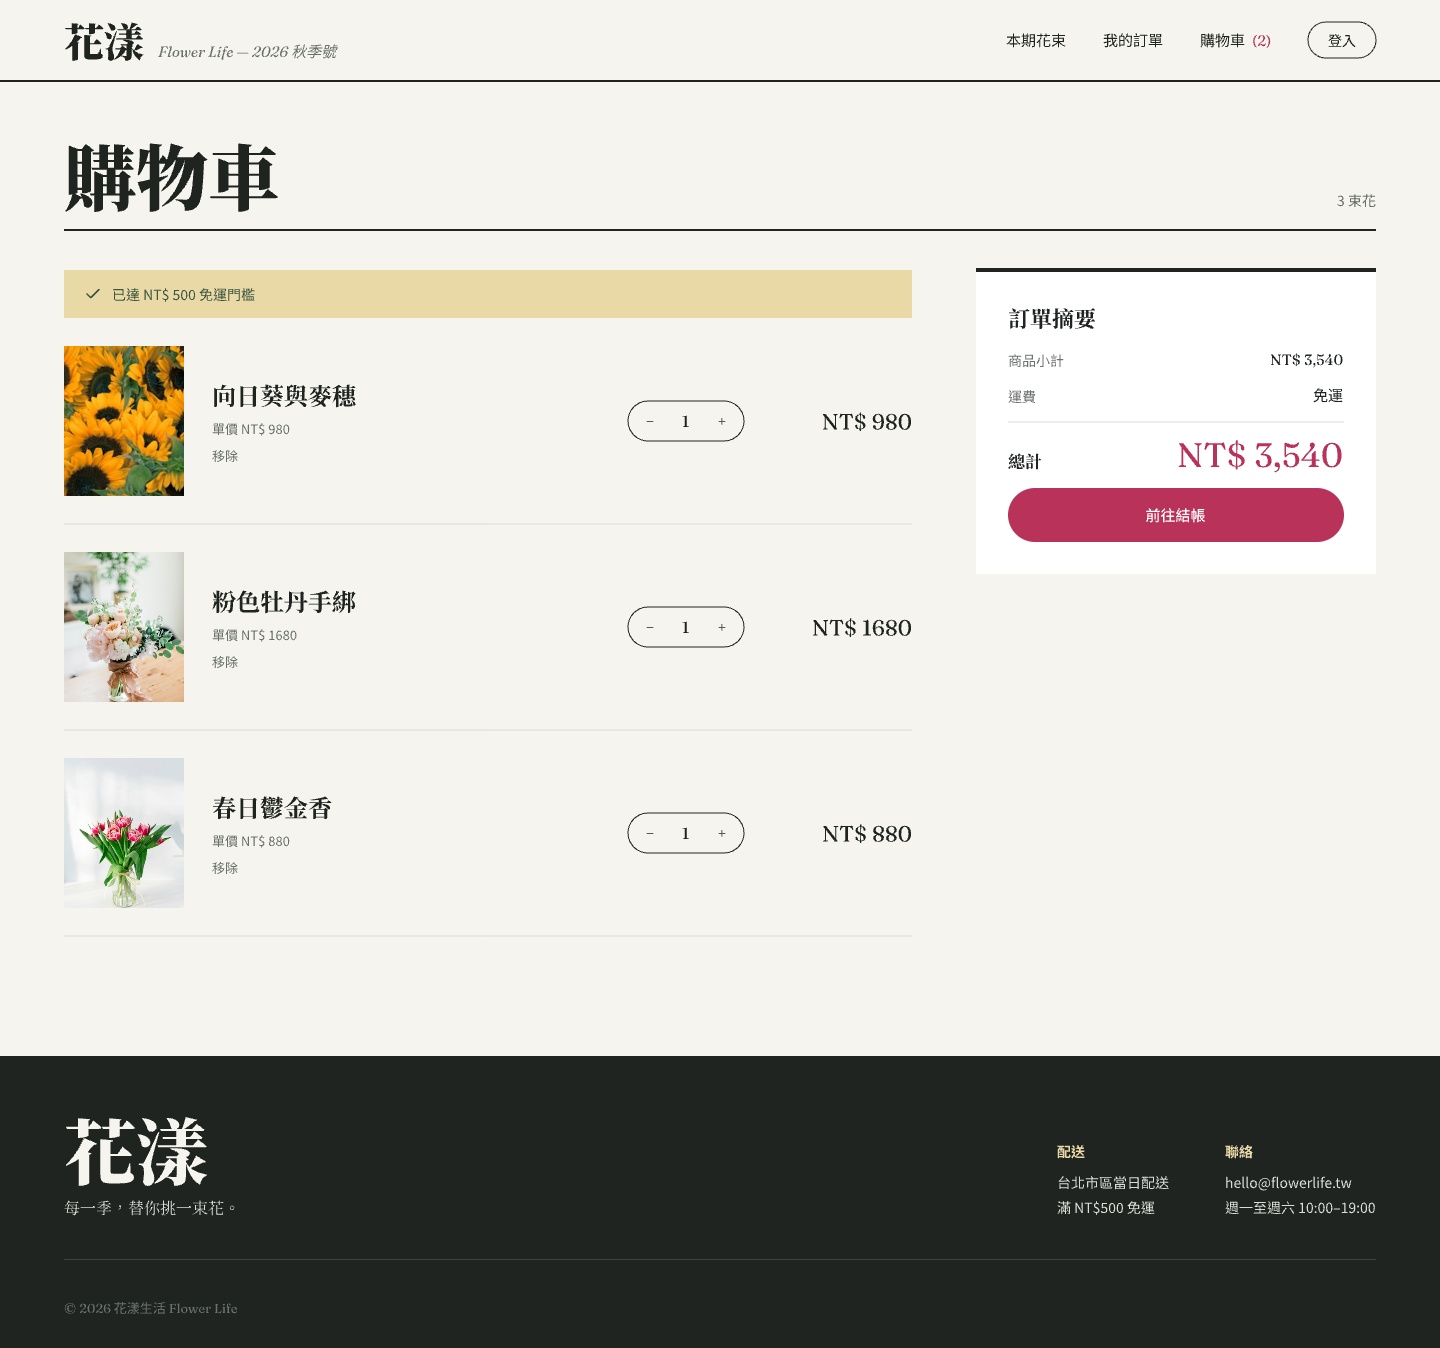 花漾 Flower Life — 2026 秋季號
本期花束 我的訂單 購物車 (2) 登入
購物車
3 束花
已達 NT$ 500 免運門檻
向日葵與麥穗
單價 NT$ 980
移除
− 1 +
NT$ 980
粉色牡丹手綁
單價 NT$ 1680
移除
− 1 +
NT$ 1680
春日鬱金香
單價 NT$ 880
移除
− 1 +
NT$ 880
訂單摘要
商品小計 NT$ 3,540
運費 免運
總計 NT$ 3,540
前往結帳
花漾
每一季，替你挑一束花。
配送
台北市區當日配送
滿 NT$500 免運
聯絡
hello@flowerlife.tw
週一至週六 10:00–19:00
© 2026 花漾生活 Flower Life